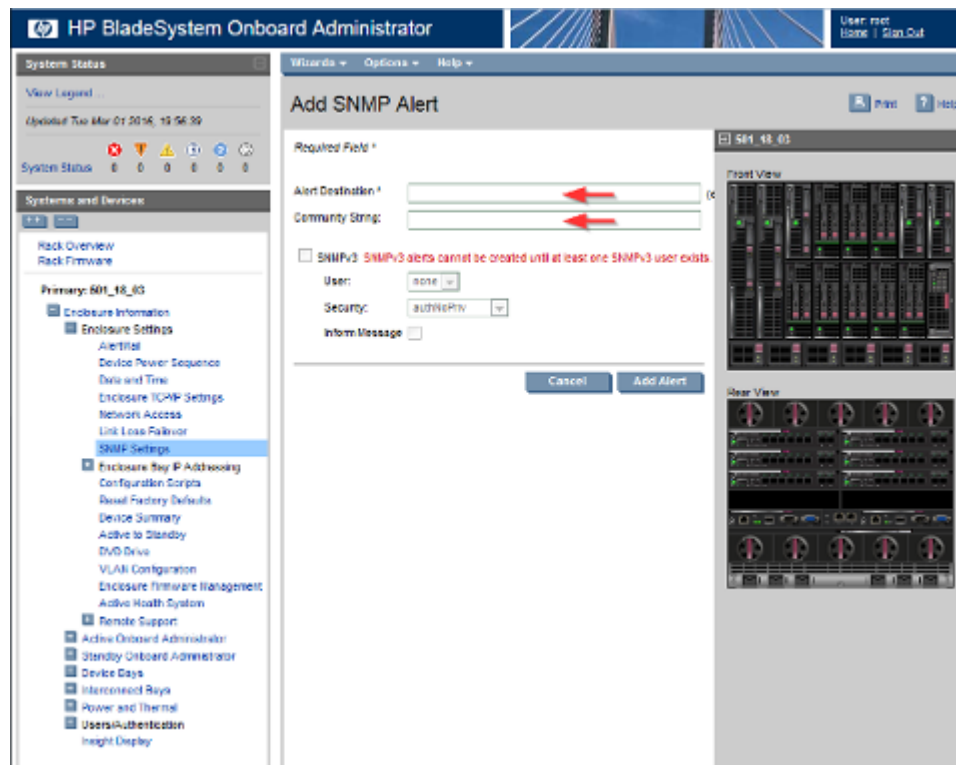 HP BladeSystem Onboard Administrator
User: root
Home | Sign Out
System Status
View Legend ...
Updated Tue Mar 01 2016, 19:56:39
System Status 0 0 0 0 0 0
Systems and Devices
Rack Overview
Rack Firmware
Primary: 501_18_03
Enclosure Information
Enclosure Settings
AlertMail
Device Power Sequence
Date and Time
Enclosure TCP/IP Settings
Network Access
Link Loss Failover
SNMP Settings
Enclosure Bay IP Addressing
Configuration Scripts
Reset Factory Defaults
Device Summary
Active to Standby
DVD Drive
VLAN Configuration
Enclosure Firmware Management
Active Health System
Remote Support
Active Onboard Administrator
Standby Onboard Administrator
Device Bays
Interconnect Bays
Power and Thermal
Users/Authentication
Insight Display
Wizards Options Help
Add SNMP Alert
Print Help
Required Field *
Alert Destination *
Community String:
SNMPv3 SNMPv3 alerts cannot be created until at least one SNMPv3 user exists.
User: none
Security: authNoPriv
Inform Message
Cancel Add Alert
501_18_03
Front View
Rear View